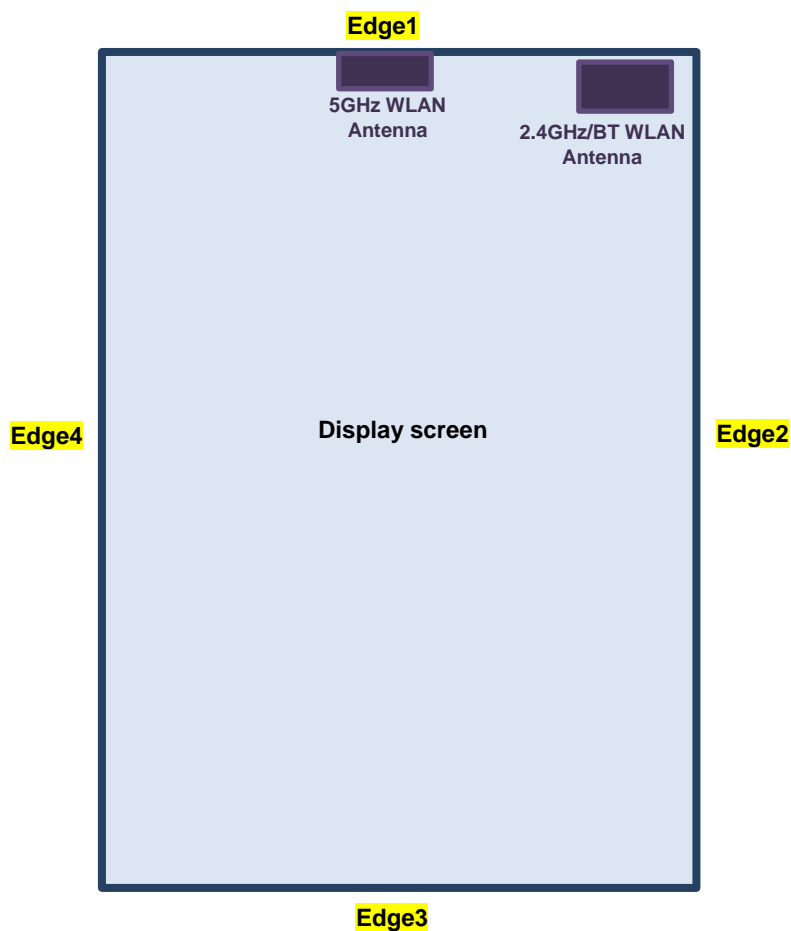 Edge1
5GHz WLAN
Antenna
2.4GHz/BT WLAN
Antenna
Edge4
Display screen
Edge2
Edge3